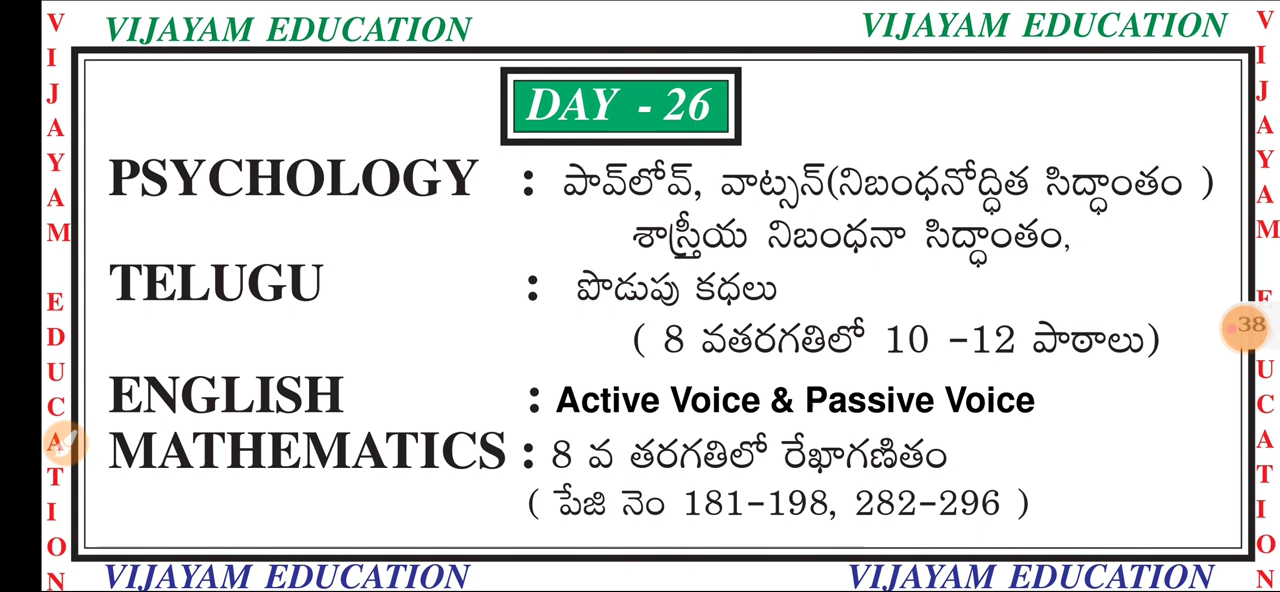 VIJAYAM EDUCATION VIJAYAM EDUCATION
DAY - 26
PSYCHOLOGY : పావ్‌లోవ్, వాట్సన్(నిబంధనోద్ధిత సిద్ధాంతం )
శాస్త్రీయ నిబంధనా సిద్ధాంతం,
TELUGU : పొడుపు కధలు
( 8 వతరగతిలో 10 -12 పాఠాలు)
ENGLISH : Active Voice & Passive Voice
MATHEMATICS : 8 వ తరగతిలో రేఖాగణితం
( పేజి నెం 181-198, 282-296 )
VIJAYAM EDUCATION VIJAYAM EDUCATION
VIJAYAM EDUCATION
VIJAYAM EDUCATION
38